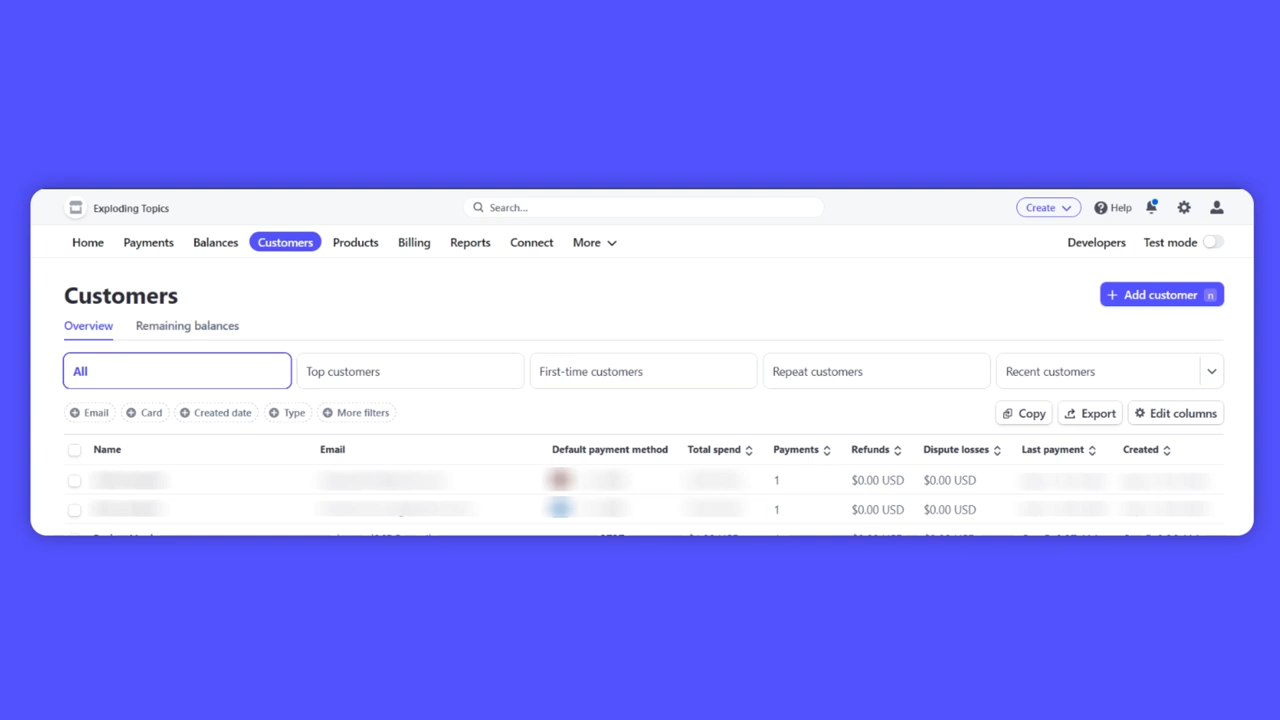 Exploding Topics Search... Create Help
Home Payments Balances Customers Products Billing Reports Connect More Developers Test mode
Customers + Add customer n
Overview Remaining balances
All Top customers First-time customers Repeat customers Recent customers
Email Card Created date Type More filters Copy Export Edit columns
Name Email Default payment method Total spend Payments Refunds Dispute losses Last payment Created
1 $0.00 USD $0.00 USD
1 $0.00 USD $0.00 USD